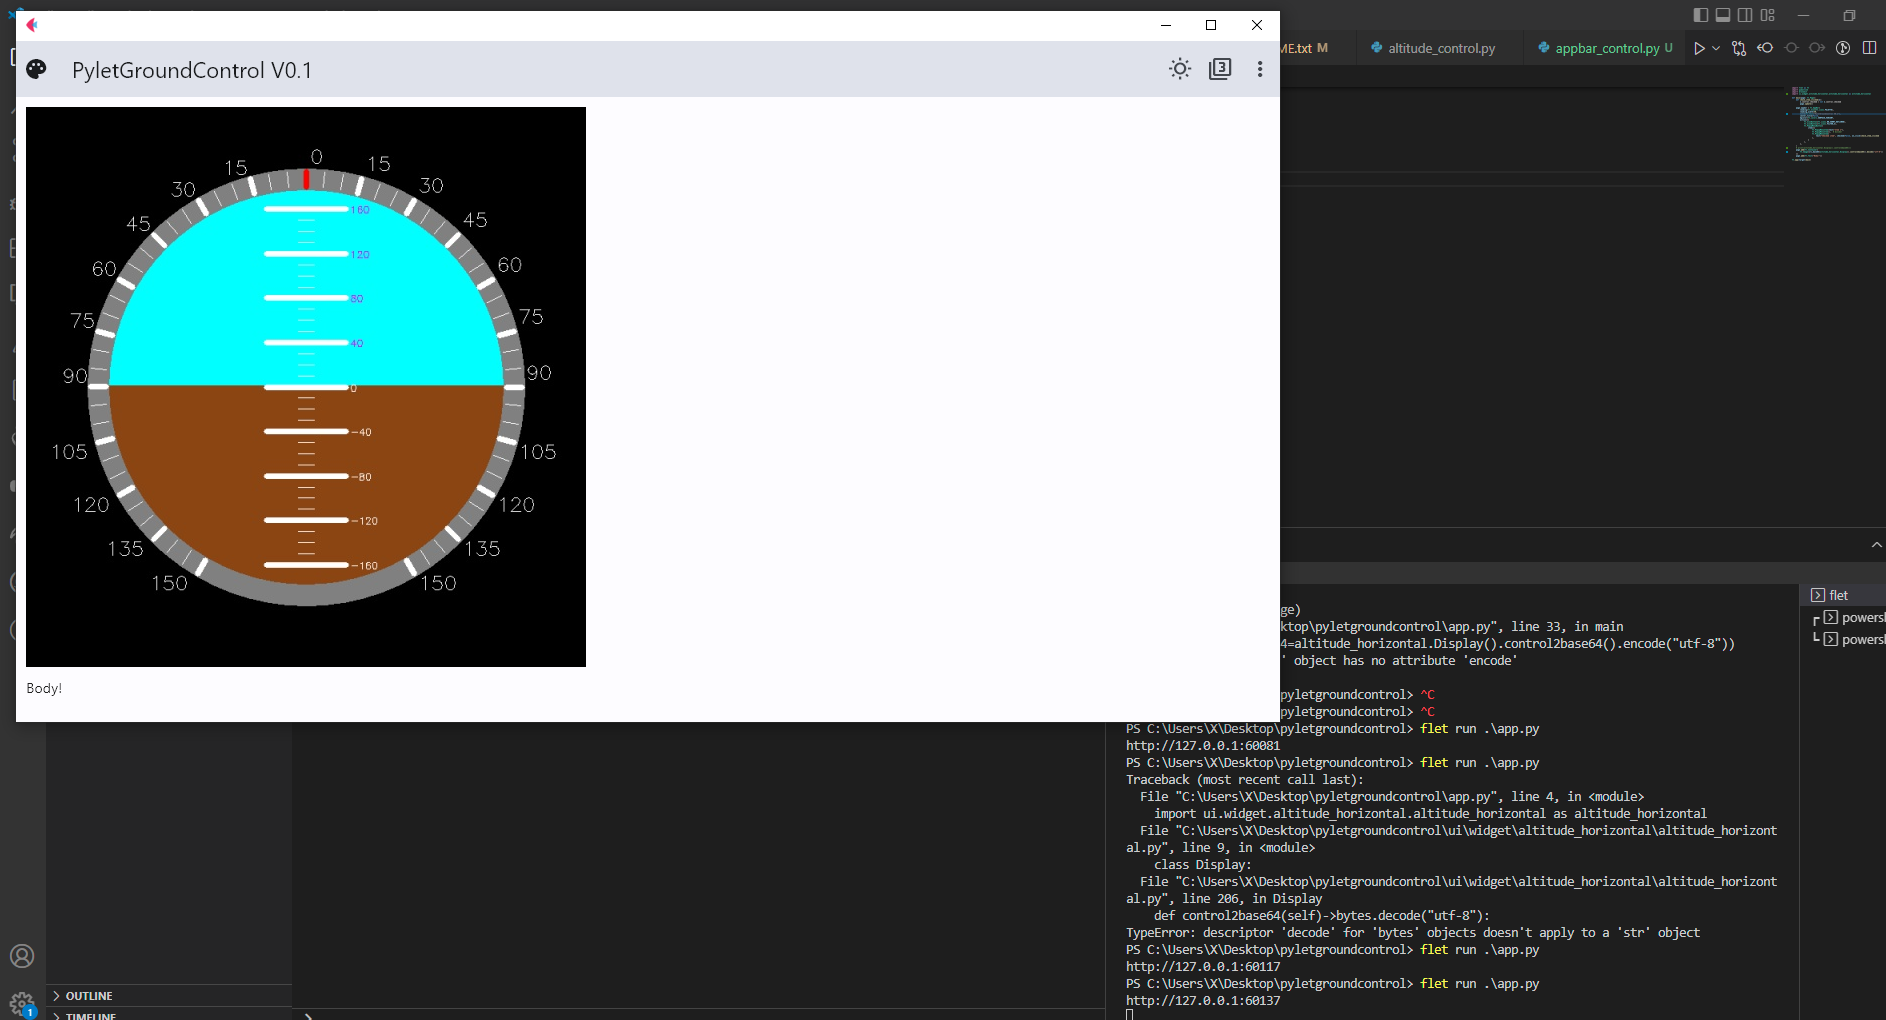 PyletGroundControl V0.1
3
ME.txt M
altitude_control.py
appbar_control.py U
0
15 15
30 30
45 45
60 60
75 75
90 90
105 105
120 120
135 135
150 150
160
120
80
40
0
-40
-80
-120
-160
Body!
ge)
ktop\pyletgroundcontrol\app.py", line 33, in main
4=altitude_horizontal.Display().control2base64().encode("utf-8"))
' object has no attribute 'encode'
pyletgroundcontrol> ^C
pyletgroundcontrol> ^C
PS C:\Users\X\Desktop\pyletgroundcontrol> flet run .\app.py
http://127.0.0.1:60081
PS C:\Users\X\Desktop\pyletgroundcontrol> flet run .\app.py
Traceback (most recent call last):
File "C:\Users\X\Desktop\pyletgroundcontrol\app.py", line 4, in <module>
import ui.widget.altitude_horizontal.altitude_horizontal as altitude_horizontal
File "C:\Users\X\Desktop\pyletgroundcontrol\ui\widget\altitude_horizontal\altitude_horizont
al.py", line 9, in <module>
class Display:
File "C:\Users\X\Desktop\pyletgroundcontrol\ui\widget\altitude_horizontal\altitude_horizont
al.py", line 206, in Display
def control2base64(self)->bytes.decode("utf-8"):
TypeError: descriptor 'decode' for 'bytes' objects doesn't apply to a 'str' object
PS C:\Users\X\Desktop\pyletgroundcontrol> flet run .\app.py
http://127.0.0.1:60117
PS C:\Users\X\Desktop\pyletgroundcontrol> flet run .\app.py
http://127.0.0.1:60137
flet
powersh
powersh
OUTLINE
TIMELINE
1